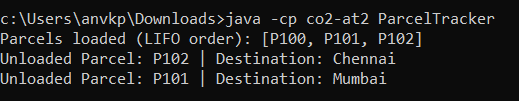 c:\Users\anvkp\Downloads>java -cp co2-at2 ParcelTracker
Parcels loaded (LIFO order): [P100, P101, P102]
Unloaded Parcel: P102 | Destination: Chennai
Unloaded Parcel: P101 | Destination: Mumbai